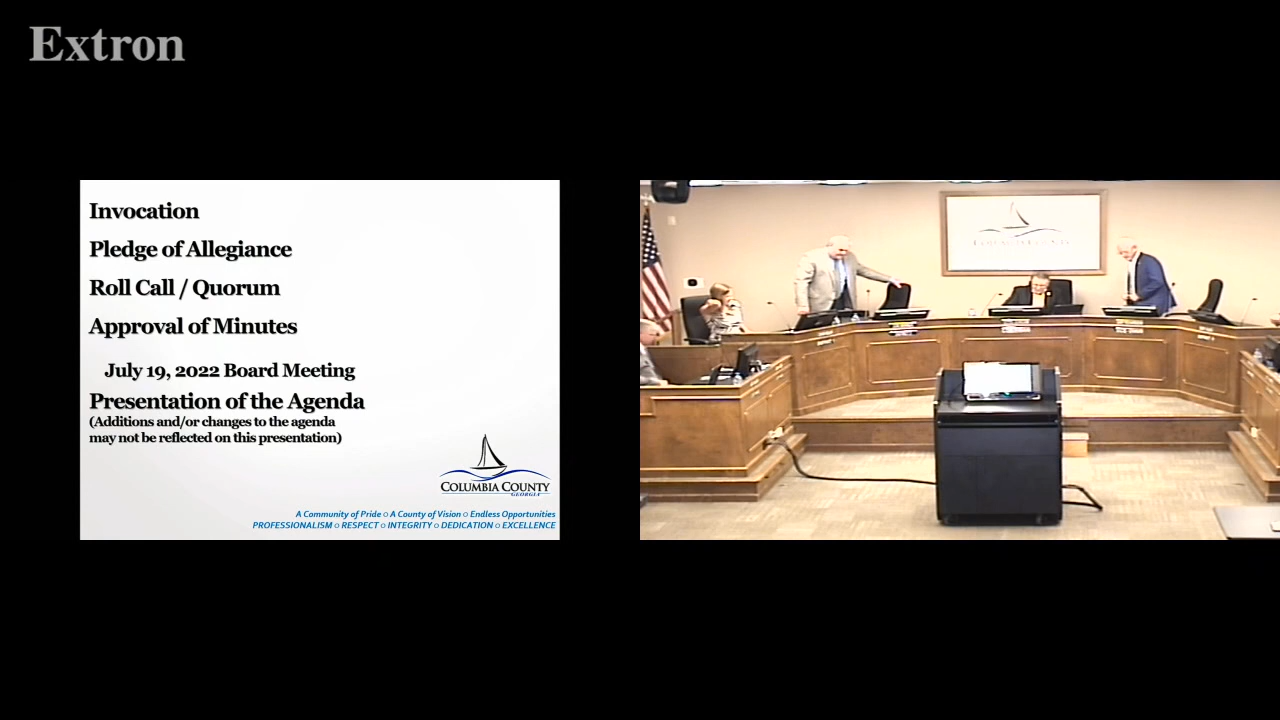 Extron
Invocation
Pledge of Allegiance
Roll Call / Quorum
Approval of Minutes
July 19, 2022 Board Meeting
Presentation of the Agenda
(Additions and/or changes to the agenda
may not be reflected on this presentation)
COLUMBIA COUNTY
GEORGIA
A Community of Pride ○ A County of Vision ○ Endless Opportunities
PROFESSIONALISM ○ RESPECT ○ INTEGRITY ○ DEDICATION ○ EXCELLENCE
COLUMBIA COUNTY